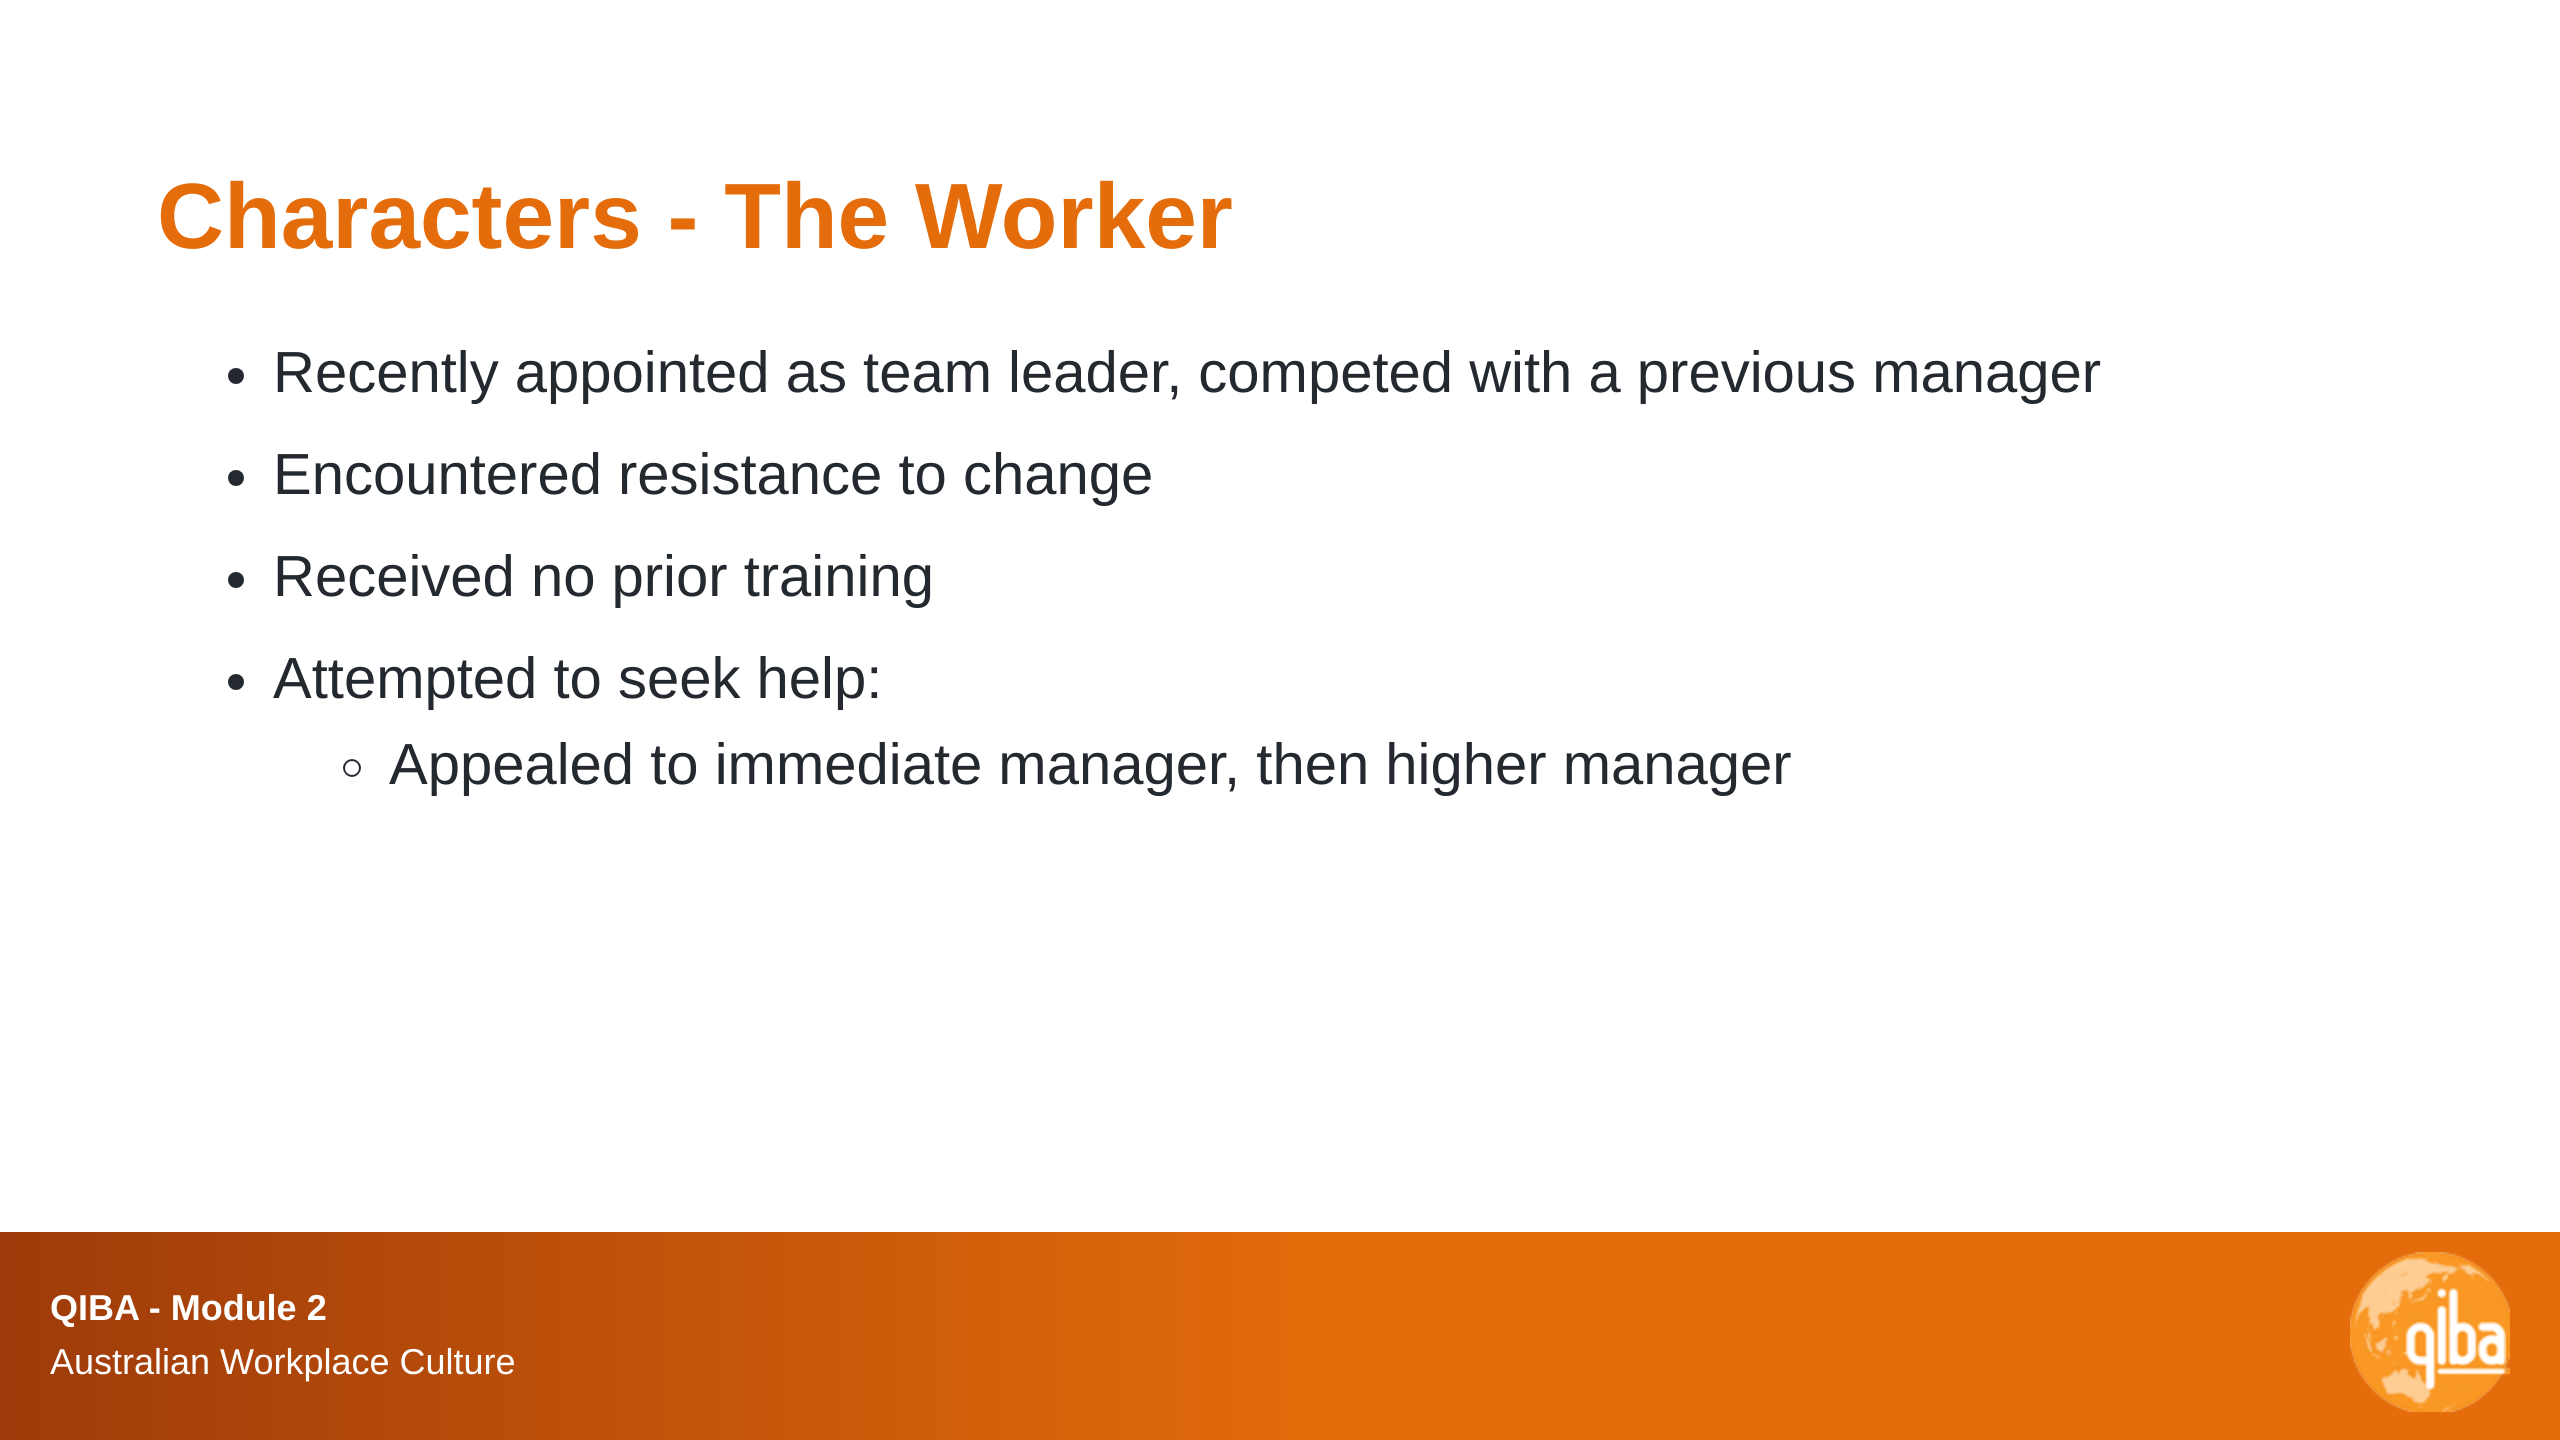 Characters - The Worker
• Recently appointed as team leader, competed with a previous manager
• Encountered resistance to change
• Received no prior training
• Attempted to seek help:
○ Appealed to immediate manager, then higher manager
QIBA - Module 2
Australian Workplace Culture
qiba